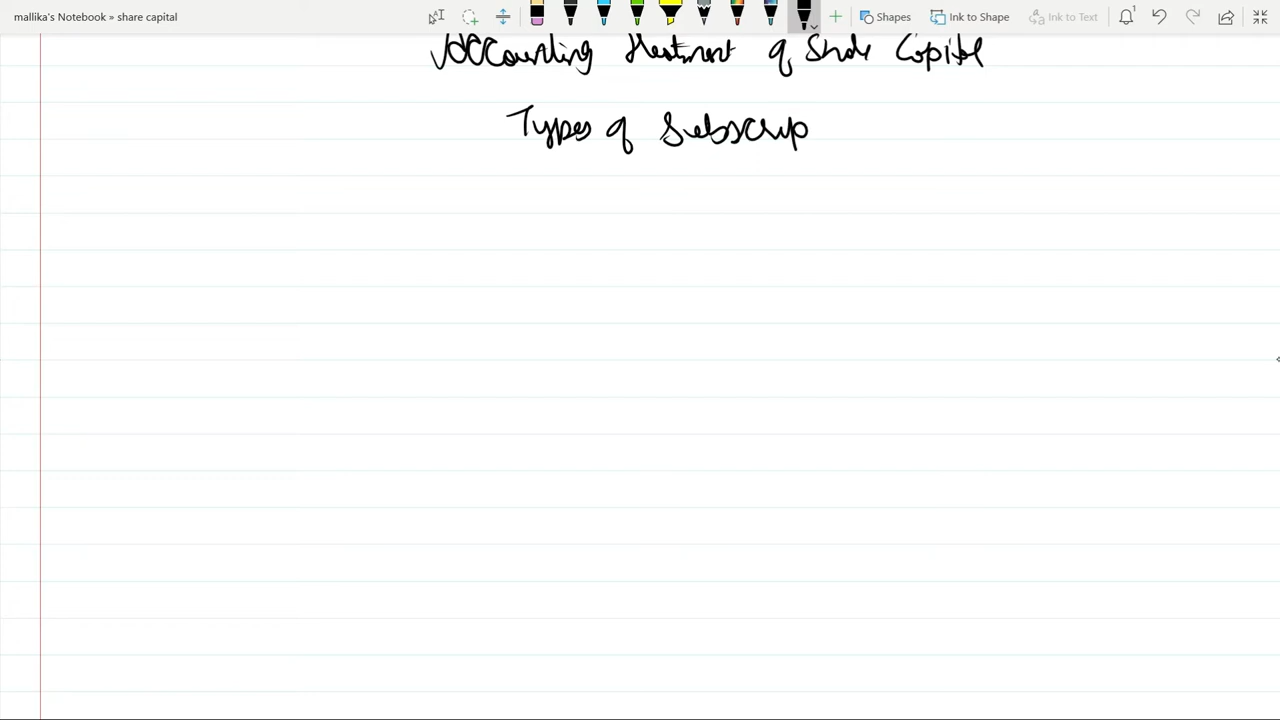 mallika's Notebook » share capital
Shapes
Ink to Shape
Ink to Text
Accounting Treatment of Share Capital
Types of Subscrip